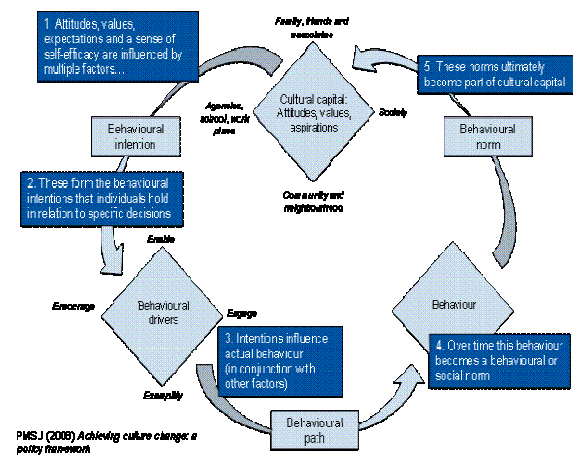 1. Attitudes, values,
expectations and a sense of
self-efficacy are influenced by
multiple factors...
Family, friends and
associates
5. These norms ultimately
become part of cultural capital
Agencies,
school, work
place
Cultural capital:
Attitudes, values,
aspirations
Society
Behavioural
intention
Behavioural
norm
Community and
neighbourhood
2. These form the behavioural
intentions that individuals hold
in relation to specific decisions
Enable
Encourage
Behavioural
drivers
Engage
Exemplify
Behaviour
3. Intentions influence
actual behaviour
(in conjunction with
other factors)
4. Over time this behaviour
becomes a behavioural or
social norm
Behavioural
path
PMSU (2008) Achieving culture change: a
policy framework